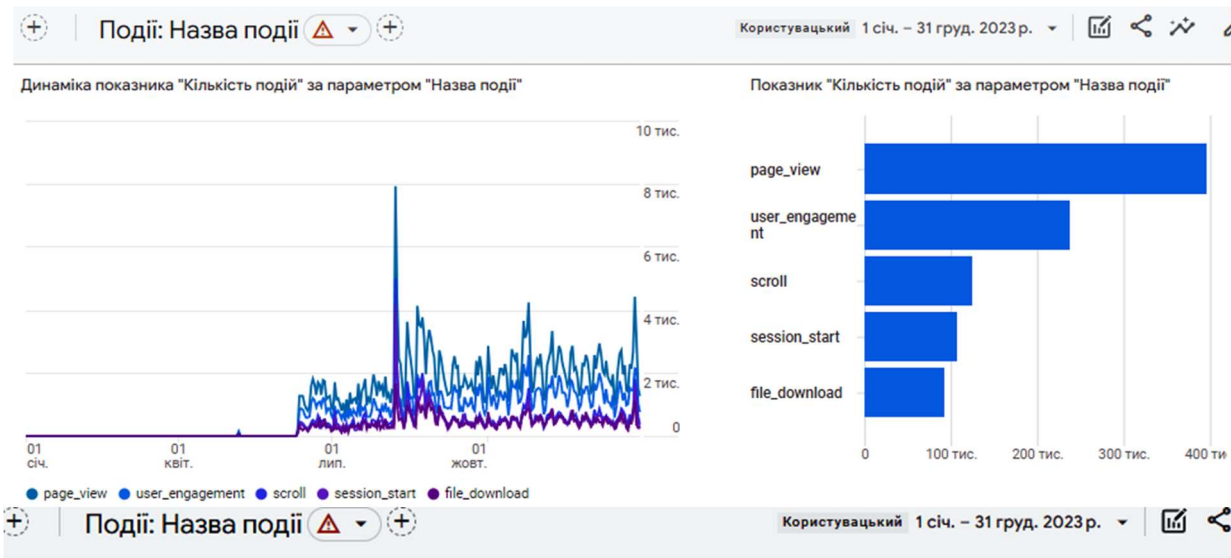 Події: Назва події
Користувацький 1 січ. – 31 груд. 2023 р.
Динаміка показника "Кількість подій" за параметром "Назва події"
10 тис.
8 тис.
6 тис.
4 тис.
2 тис.
0
01 січ.
01 квіт.
01 лип.
01 жовт.
page_view user_engagement scroll session_start file_download
Показник "Кількість подій" за параметром "Назва події"
page_view
user_engageme
nt
scroll
session_start
file_download
0 100 тис. 200 тис. 300 тис. 400 ти
Події: Назва події
Користувацький 1 січ. – 31 груд. 2023 р.